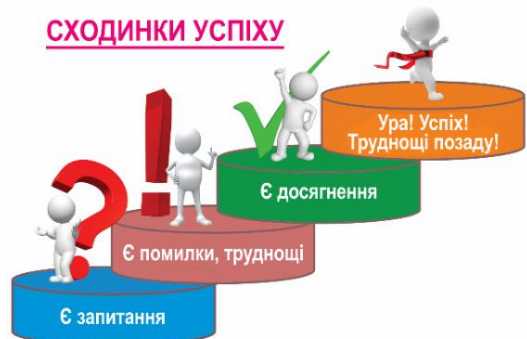 СХОДИНКИ УСПІХУ
Ура! Успіх!
Труднощі позаду!
Є досягнення
Є помилки, труднощі
Є запитання